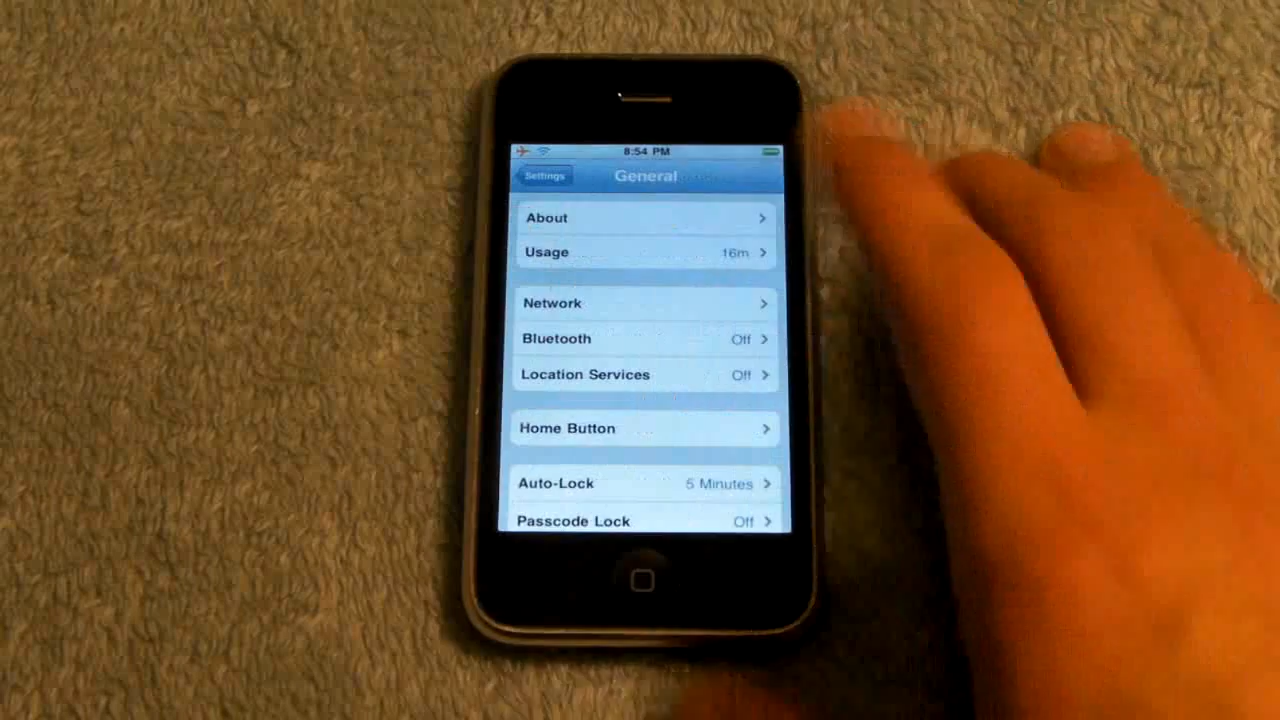 8:54 PM
Settings General
About
Usage 16m
Network
Bluetooth Off
Location Services Off
Home Button
Auto-Lock 5 Minutes
Passcode Lock Off